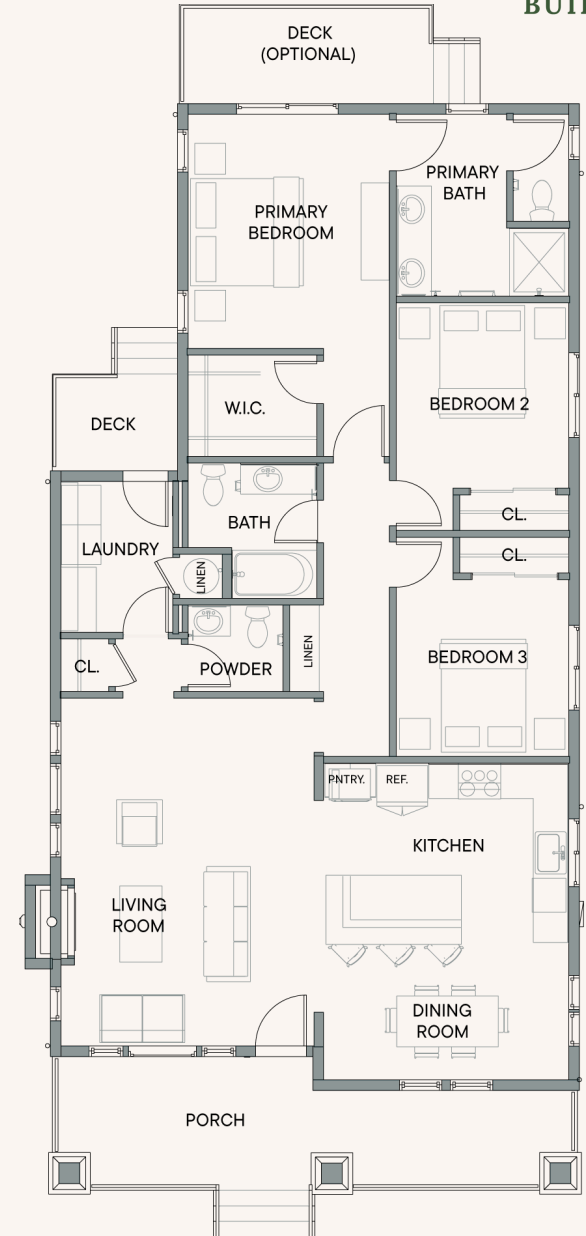 DECK
(OPTIONAL)
PRIMARY
BATH
PRIMARY
BEDROOM
W.I.C.
BEDROOM 2
DECK
CL.
BATH
LAUNDRY
CL.
LINEN
LINEN
BEDROOM 3
CL.
POWDER
PNTRY.
REF.
KITCHEN
LIVING
ROOM
DINING
ROOM
PORCH